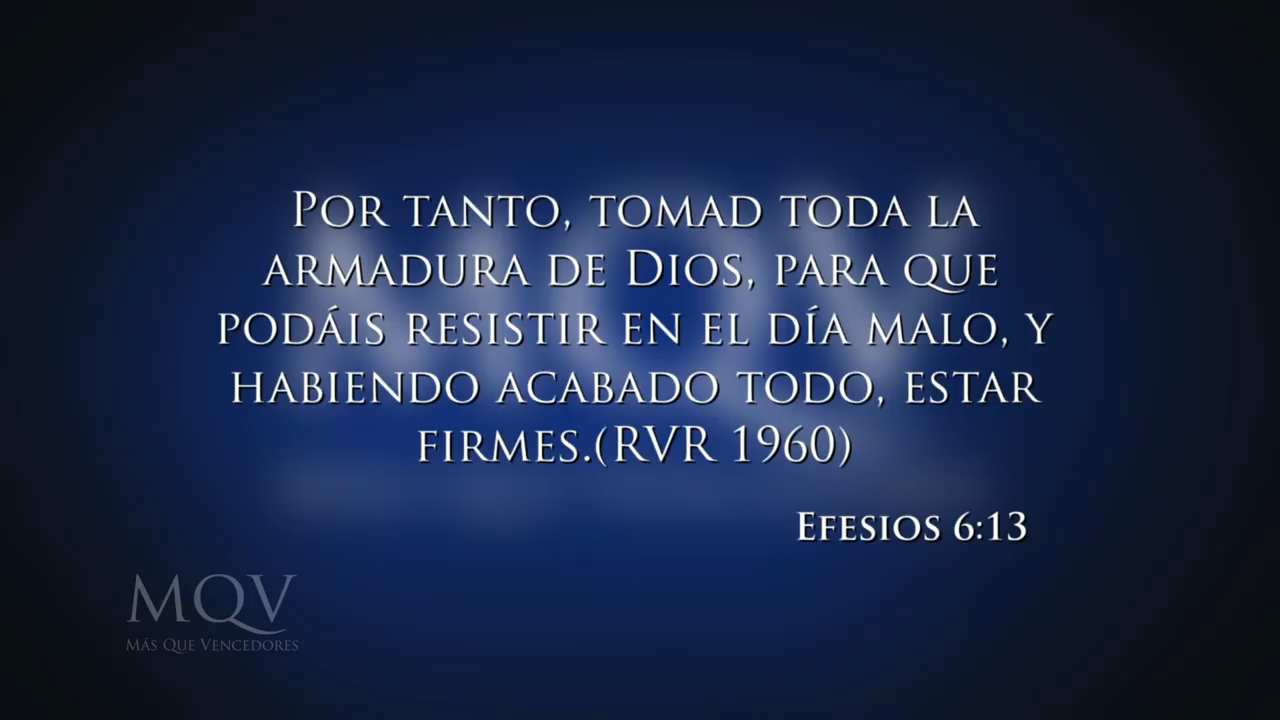 Por tanto, tomad toda la
armadura de Dios, para que
podáis resistir en el día malo, y
habiendo acabado todo, estar
firmes.(RVR 1960)
Efesios 6:13
MQV
Más Que Vencedores